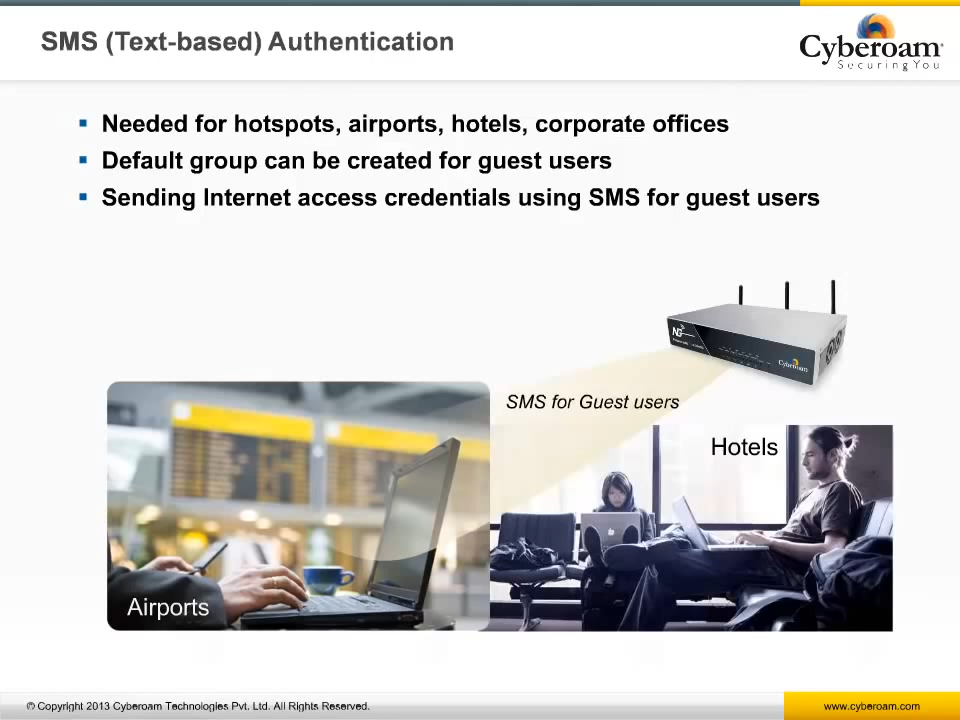 SMS (Text-based) Authentication
Cyberoam
Securing You
Needed for hotspots, airports, hotels, corporate offices
Default group can be created for guest users
Sending Internet access credentials using SMS for guest users
NG
Cyberoam
SMS for Guest users
Hotels
Airports
© Copyright 2013 Cyberoam Technologies Pvt. Ltd. All Rights Reserved.
www.cyberoam.com